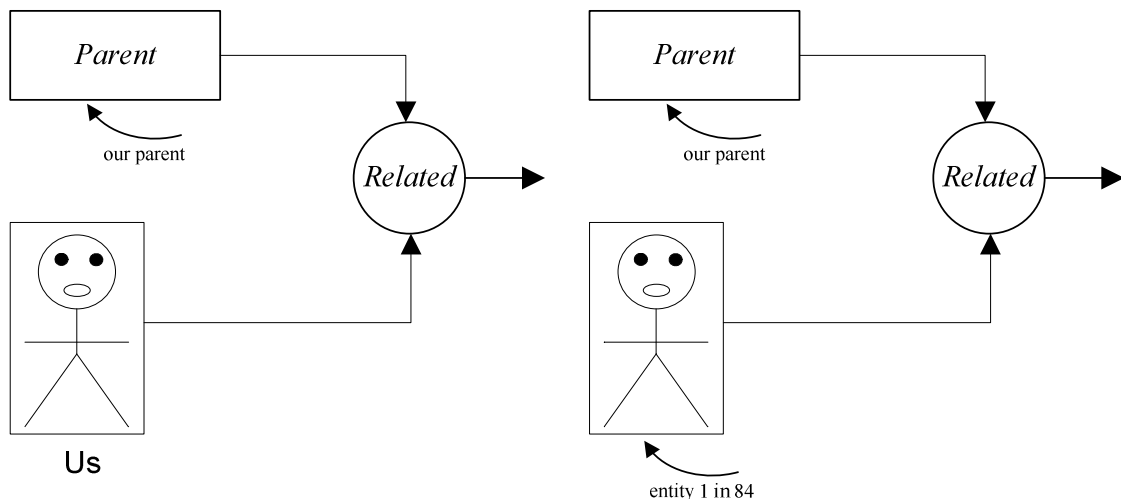 Parent
our parent
Related
Us
Parent
our parent
Related
entity 1 in 84